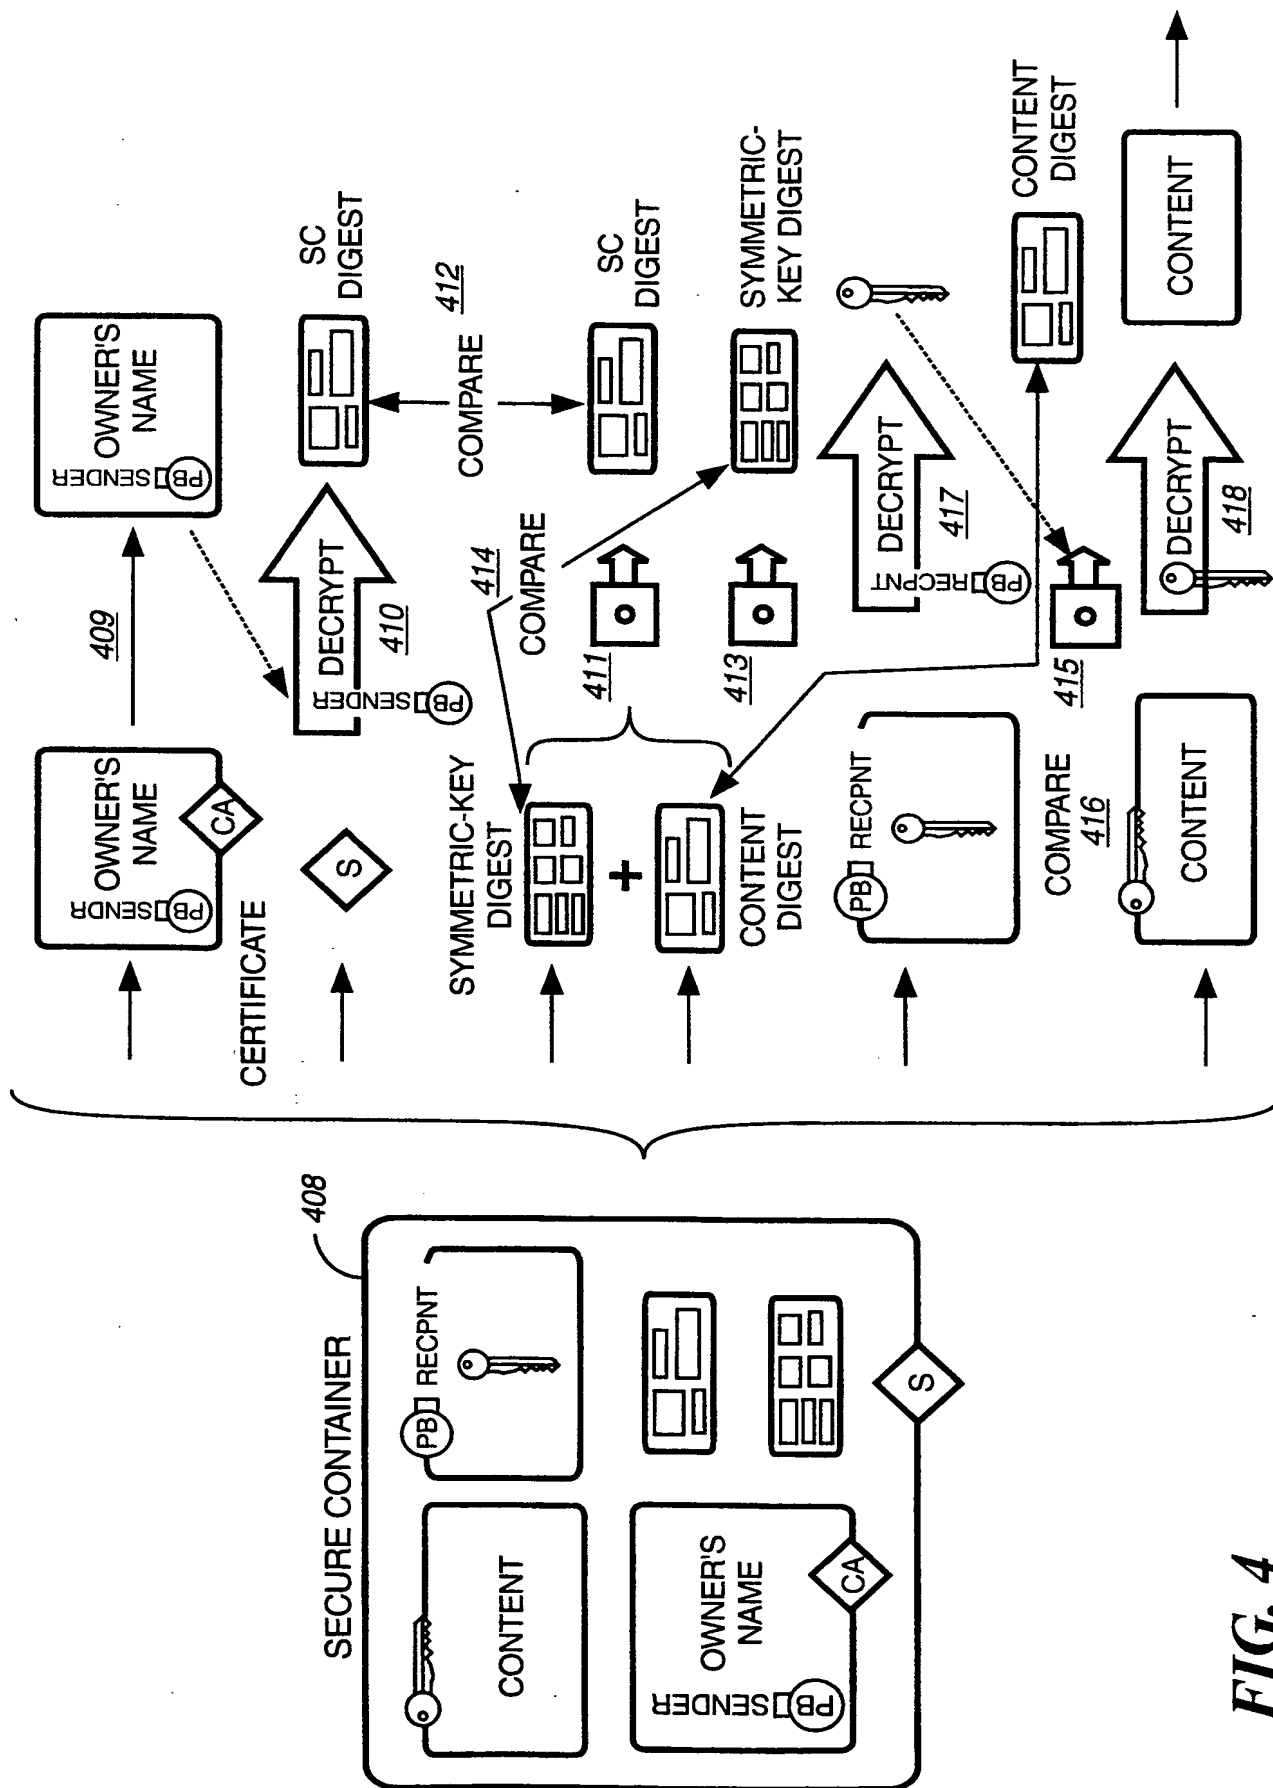 SECURE CONTAINER
408
CONTENT
PB
RECPNT
PB
SENDER
OWNER'S
NAME
CA
S
OWNER'S
NAME
PB
SENDR
CA
CERTIFICATE
409
OWNER'S
NAME
PB
SENDER
S
DECRYPT
410
PB
SENDER
SC
DIGEST
COMPARE
412
SYMMETRIC-KEY
DIGEST
+
CONTENT
DIGEST
414
COMPARE
411
SC
DIGEST
413
SYMMETRIC-
KEY DIGEST
PB
RECPNT
DECRYPT
417
PB
RECPNT
COMPARE
416
415
CONTENT
DIGEST
CONTENT
DECRYPT
418
CONTENT
FIG. 4